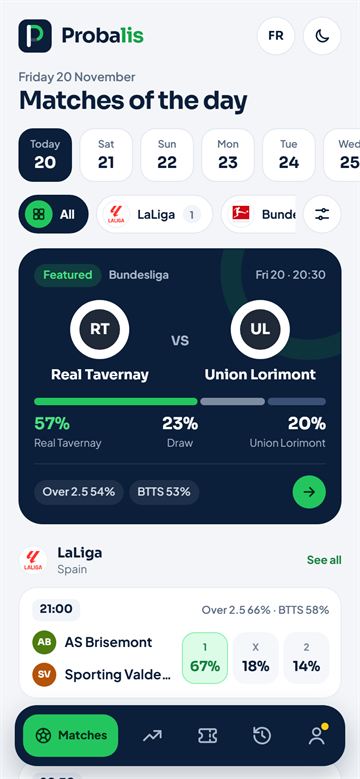 Probalis
FR
Friday 20 November
Matches of the day
Today Sat Sun Mon Tue Wed
20 21 22 23 24 25
All LALIGA LaLiga 1 Bunde
Featured Bundesliga Fri 20 · 20:30
RT VS UL
Real Tavernay Union Lorimont
57% 23% 20%
Real Tavernay Draw Union Lorimont
Over 2.5 54% BTTS 53%
LALIGA LaLiga See all
Spain
21:00 Over 2.5 66% · BTTS 58%
AB AS Brisemont 1 X 2
SV Sporting Valde... 67% 18% 14%
Matches